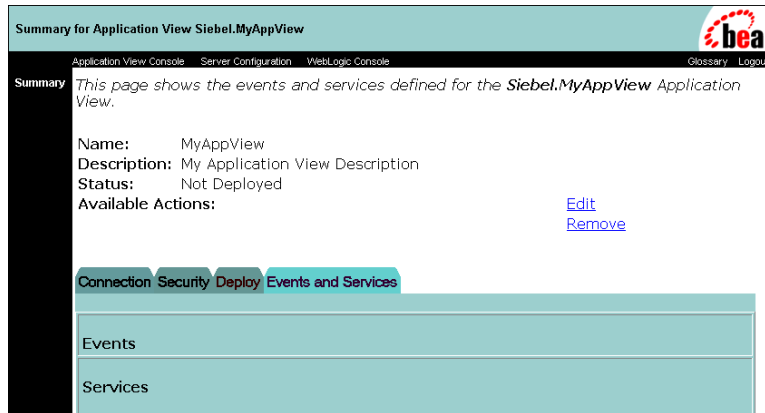 Summary for Application View Siebel.MyAppView
bea
Application View Console Server Configuration WebLogic Console Glossary
Summary This page shows the events and services defined for the Siebel.MyAppView Application
View.
Name: MyAppView
Description: My Application View Description
Status: Not Deployed
Available Actions: Edit
Remove
Connection Security Deploy Events and Services
Events
Services